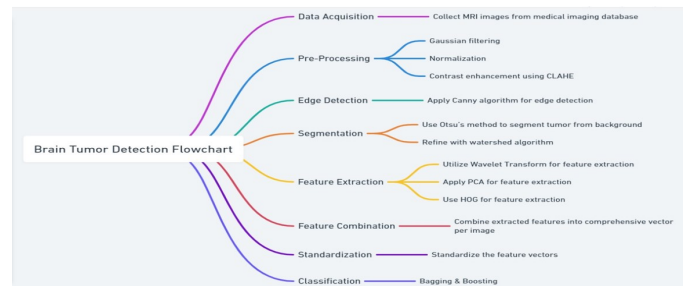 Brain Tumor Detection Flowchart
Data Acquisition
Collect MRI images from medical imaging database
Pre-Processing
Gaussian filtering
Normalization
Contrast enhancement using CLAHE
Edge Detection
Apply Canny algorithm for edge detection
Segmentation
Use Otsu's method to segment tumor from background
Refine with watershed algorithm
Feature Extraction
Utilize Wavelet Transform for feature extraction
Apply PCA for feature extraction
Use HOG for feature extraction
Feature Combination
Combine extracted features into comprehensive vector
per image
Standardization
Standardize the feature vectors
Classification
Bagging & Boosting